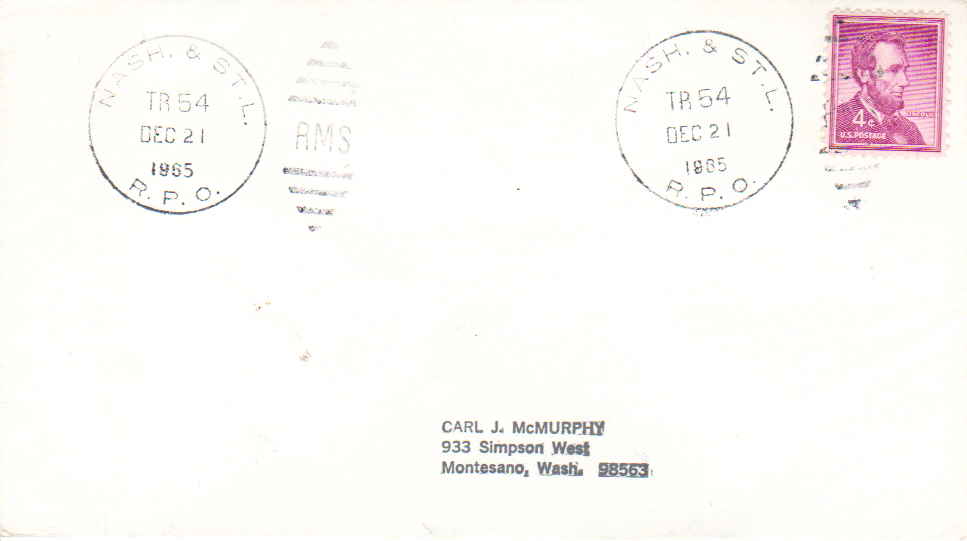 NASH. & ST. L.
TR 54
DEC 21
1965
R. P. O.
RMS
NASH. & ST. L.
TR 54
DEC 21
1965
R. P. O.
LINCOLN
4¢
U.S. POSTAGE
CARL J. McMURPHY
933 Simpson West
Montesano, Wash. 98563